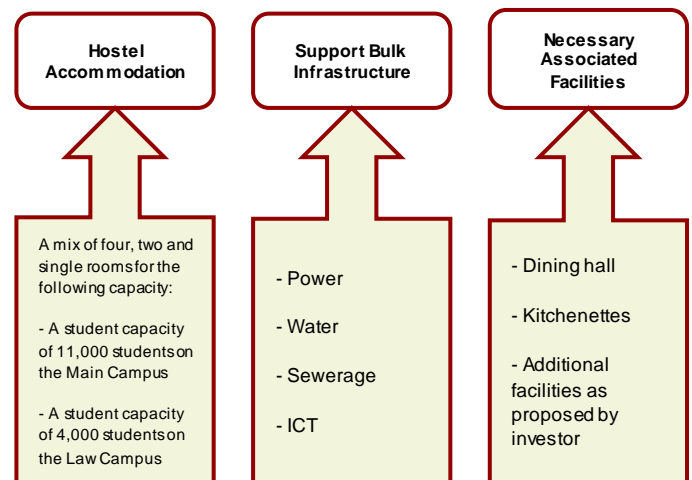 Hostel
Accommodation
Support Bulk
Infrastructure
Necessary
Associated
Facilities
A mix of four, two and
single rooms for the
following capacity:
- A student capacity
of 11,000 students on
the Main Campus
- A student capacity
of 4,000 students on
the Law Campus
- Power
- Water
- Sewerage
- ICT
- Dining hall
- Kitchenettes
- Additional
facilities as
proposed by
investor